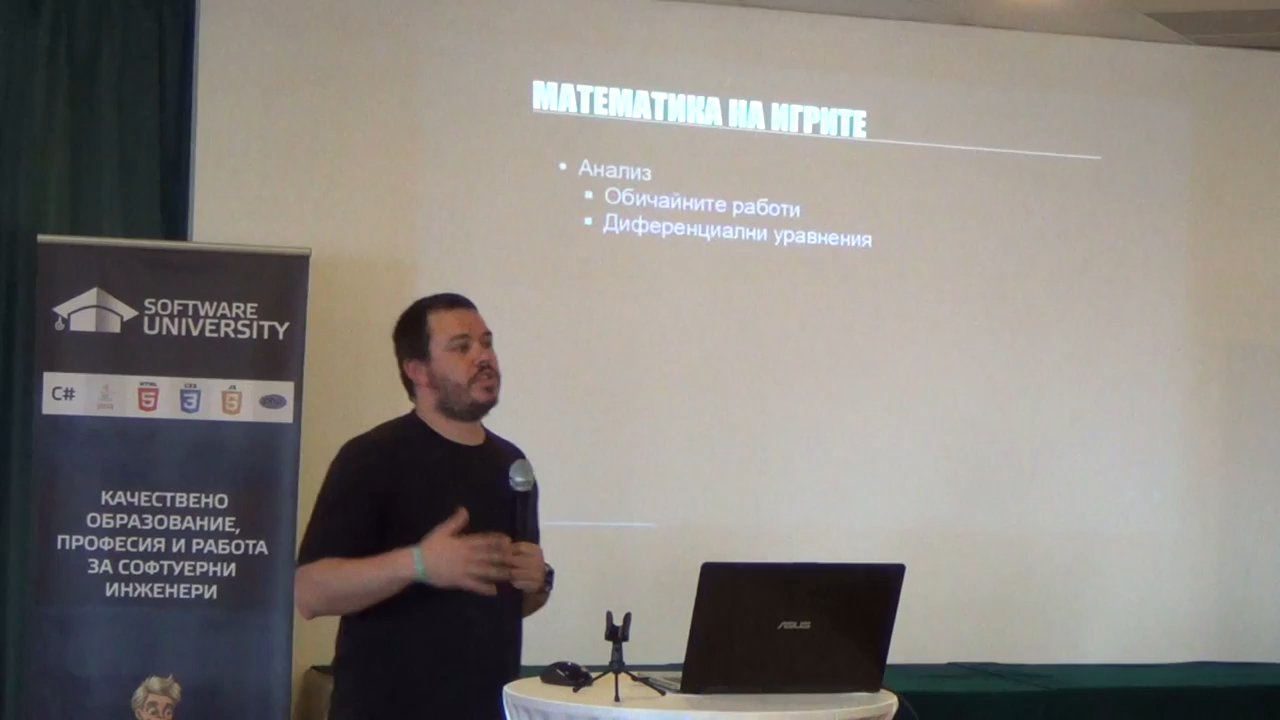 МАТЕМАТИКА НА ИГРИТЕ
Анализ
Обичайните работи
Диференциални уравнения
SOFTWARE
UNIVERSITY
C#
HTML
5
CSS
3
JS
5
КАЧЕСТВЕНО
ОБРАЗОВАНИЕ,
ПРОФЕСИЯ И РАБОТА
ЗА СОФТУЕРНИ
ИНЖЕНЕРИ
ASUS